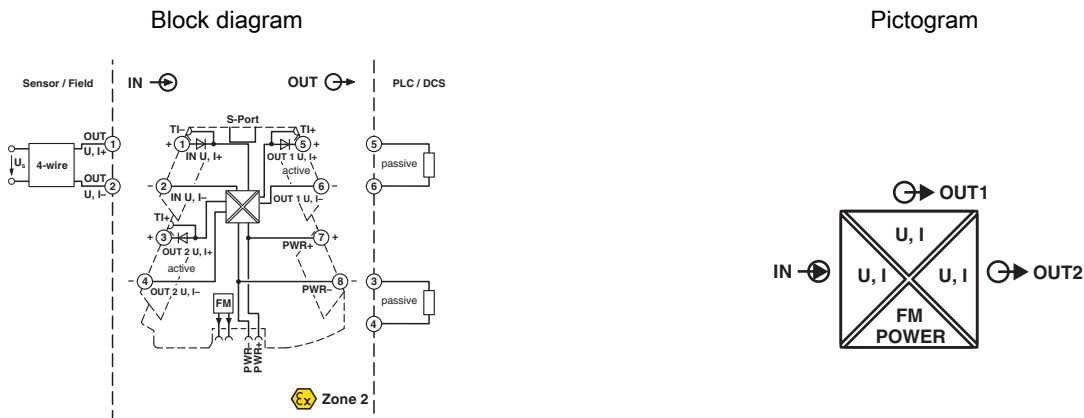 Block diagram
Pictogram
Sensor / Field
IN
OUT
PLC / DCS
S-Port
TI–
TI+
OUT
1
+ 1
5 +
5
U, I+
IN U, I+
OUT 1 U, I+
Us
4-wire
active
passive
OUT
2
– 2
6 –
6
U, I–
IN U, I–
OUT 1 U, I–
TI+
+ 3
7 +
OUT 2 U, I+
PWR+
active
– 4
8 –
3
OUT 2 U, I–
PWR–
passive
FM
4
PWR–
PWR+
Ex Zone 2
OUT1
U, I
IN
U, I
U, I
OUT2
FM
POWER